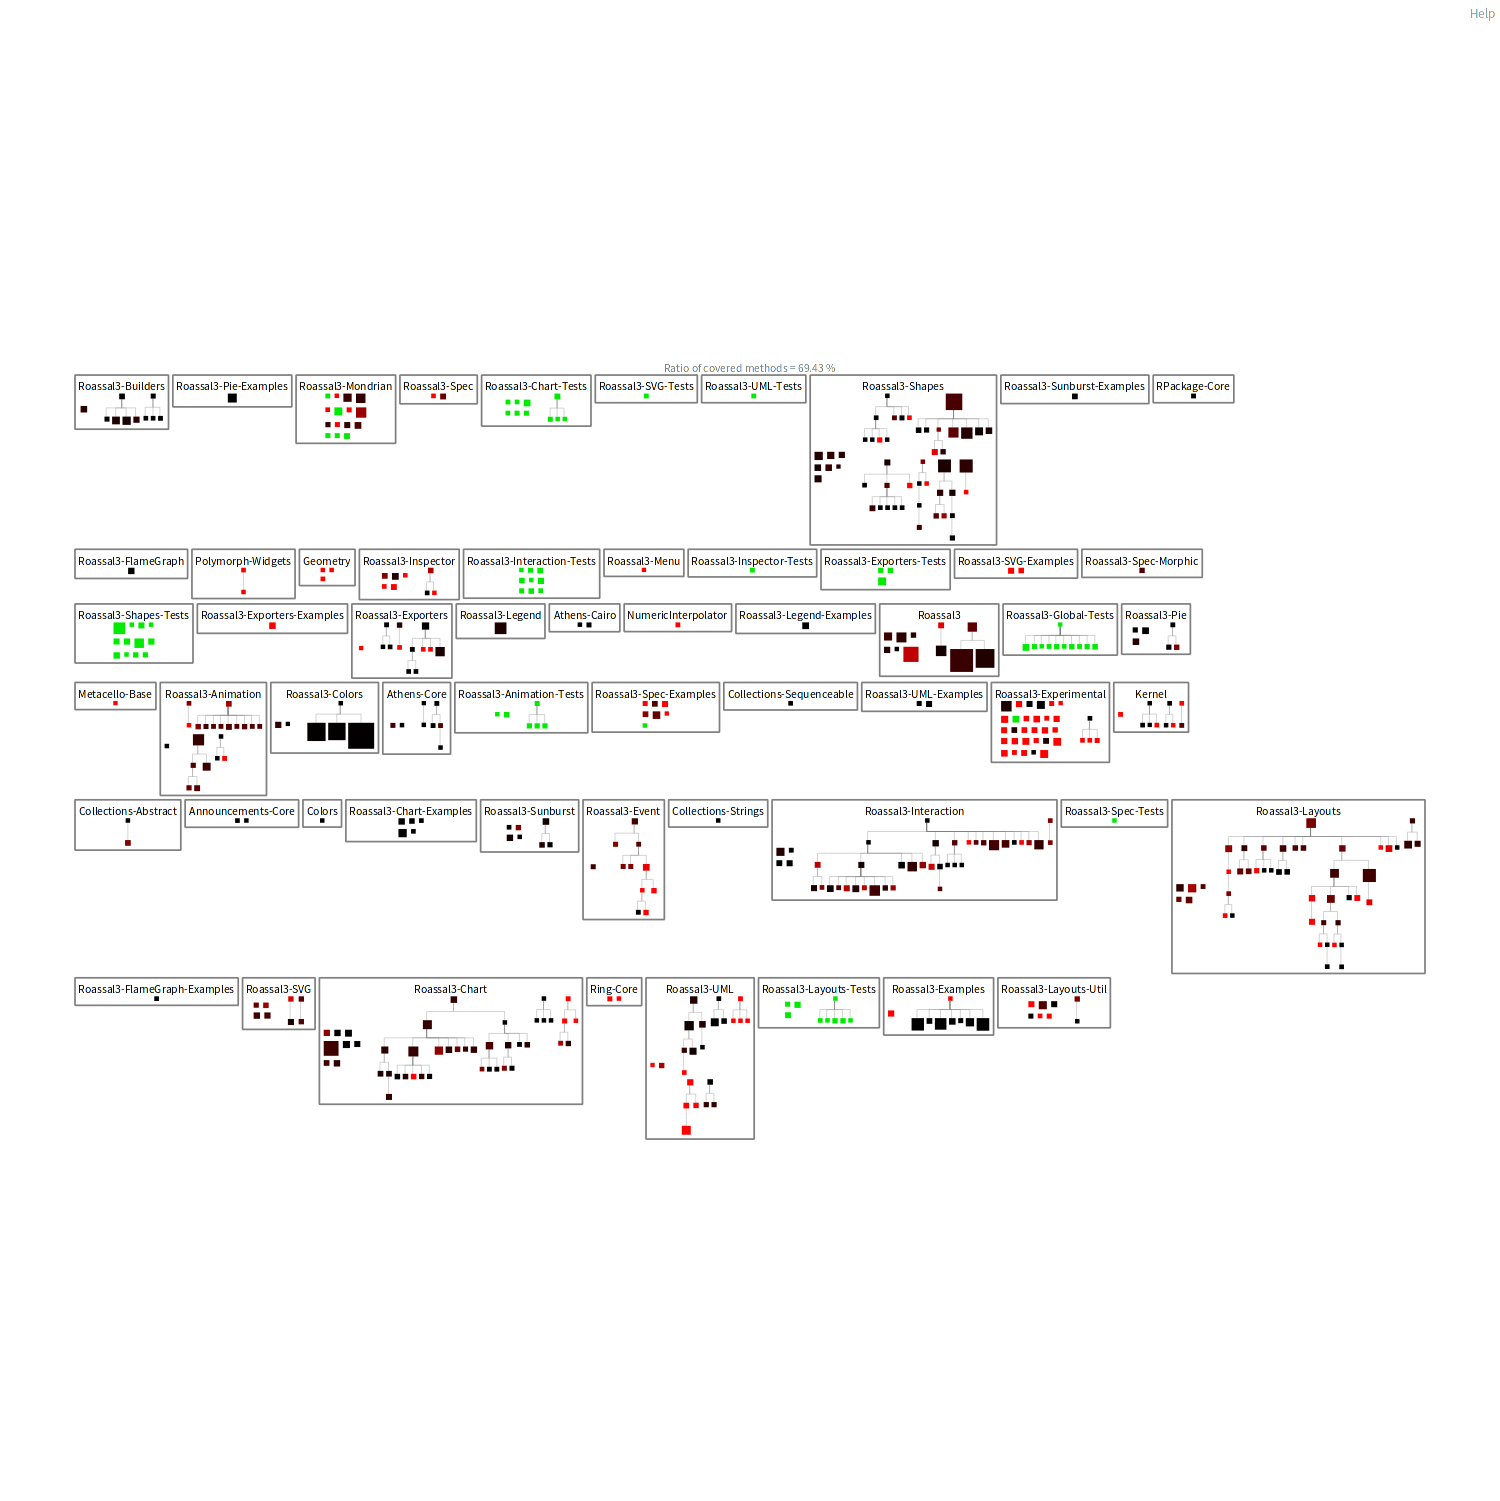 Help
Ratio of covered methods = 69.43 %
Roassal3-Builders
Roassal3-Pie-Examples
Roassal3-Mondrian
Roassal3-Spec
Roassal3-Chart-Tests
Roassal3-SVG-Tests
Roassal3-UML-Tests
Roassal3-Shapes
Roassal3-Sunburst-Examples
RPackage-Core
Roassal3-FlameGraph
Polymorph-Widgets
Geometry
Roassal3-Inspector
Roassal3-Interaction-Tests
Roassal3-Menu
Roassal3-Inspector-Tests
Roassal3-Exporters-Tests
Roassal3-SVG-Examples
Roassal3-Spec-Morphic
Roassal3-Shapes-Tests
Roassal3-Exporters-Examples
Roassal3-Exporters
Roassal3-Legend
Athens-Cairo
NumericInterpolator
Roassal3-Legend-Examples
Roassal3
Roassal3-Global-Tests
Roassal3-Pie
Metacello-Base
Roassal3-Animation
Roassal3-Colors
Athens-Core
Roassal3-Animation-Tests
Roassal3-Spec-Examples
Collections-Sequenceable
Roassal3-UML-Examples
Roassal3-Experimental
Kernel
Collections-Abstract
Announcements-Core
Colors
Roassal3-Chart-Examples
Roassal3-Sunburst
Roassal3-Event
Collections-Strings
Roassal3-Interaction
Roassal3-Spec-Tests
Roassal3-Layouts
Roassal3-FlameGraph-Examples
Roassal3-SVG
Roassal3-Chart
Ring-Core
Roassal3-UML
Roassal3-Layouts-Tests
Roassal3-Examples
Roassal3-Layouts-Util